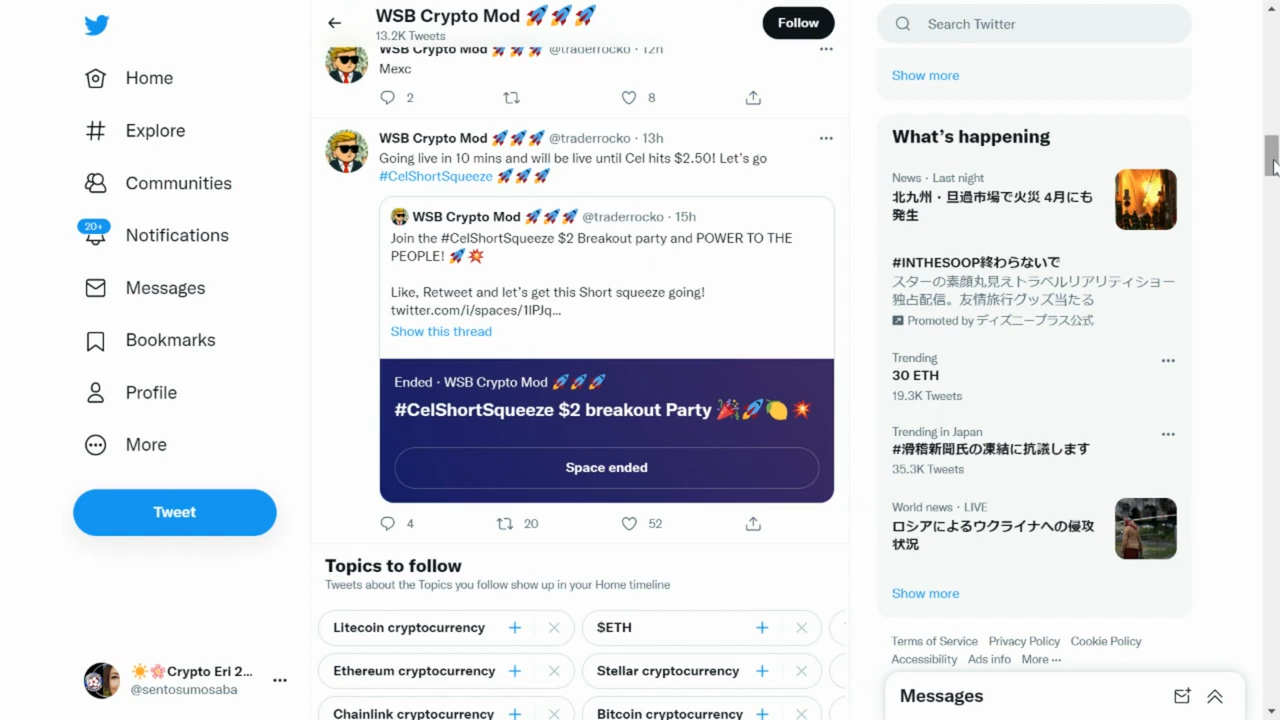 Home
Explore
Communities
20+
Notifications
Messages
Bookmarks
Profile
More
Tweet
Crypto Eri 2...
@sentosumosaba
WSB Crypto Mod 🚀🚀🚀
13.2K Tweets
Follow
WSB Crypto Mod 🚀🚀🚀 @traderrocko · 12h
Mexc
2
8
WSB Crypto Mod 🚀🚀🚀 @traderrocko · 13h
Going live in 10 mins and will be live until Cel hits $2.50! Let's go
#CelShortSqueeze 🚀🚀🚀
WSB Crypto Mod 🚀🚀🚀 @traderrocko · 15h
Join the #CelShortSqueeze $2 Breakout party and POWER TO THE
PEOPLE! 🚀💥
Like, Retweet and let's get this Short squeeze going!
twitter.com/i/spaces/1lPJq…
Show this thread
Ended · WSB Crypto Mod 🚀🚀🚀
#CelShortSqueeze $2 breakout Party 🎉🚀🍋💥
Space ended
4
20
52
Topics to follow
Tweets about the Topics you follow show up in your Home timeline
Litecoin cryptocurrency
$ETH
Ethereum cryptocurrency
Stellar cryptocurrency
Chainlink cryptocurrency
Bitcoin cryptocurrency
Search Twitter
Show more
What's happening
News · Last night
北九州・旦過市場で火災 4月にも
発生
#INTHESOOP終わらないで
スターの素顔丸見えトラベルリアリティショー
独占配信。友情旅行グッズ当たる
Promoted by ディズニープラス公式
Trending
30 ETH
19.3K Tweets
Trending in Japan
#滑稽新聞氏の凍結に抗議します
35.3K Tweets
World news · LIVE
ロシアによるウクライナへの侵攻
状況
Show more
Terms of Service Privacy Policy Cookie Policy
Accessibility Ads info More ···
Messages